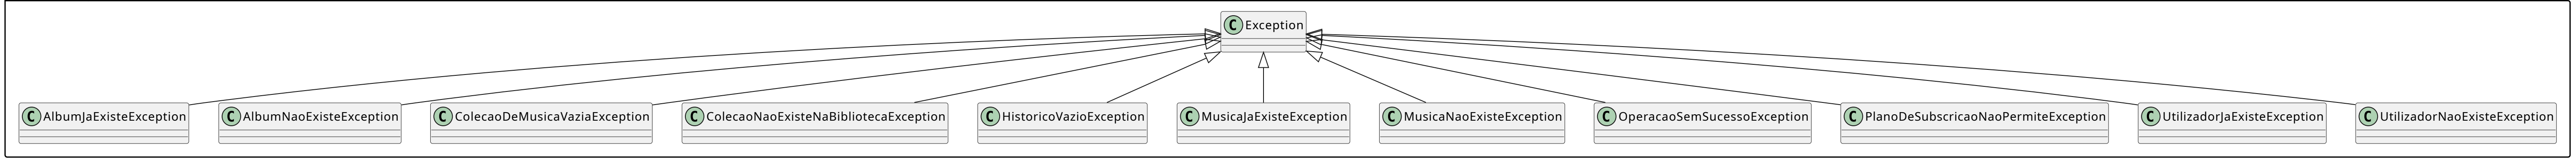 C Exception
C AlbumJaExisteException
C AlbumNaoExisteException
C ColecaoDeMusicaVaziaException
C ColecaoNaoExisteNaBibliotecaException
C HistoricoVazioException
C MusicaJaExisteException
C MusicaNaoExisteException
C OperacaoSemSucessoException
C PlanoDeSubscricaoNaoPermiteException
C UtilizadorJaExisteException
C UtilizadorNaoExisteException